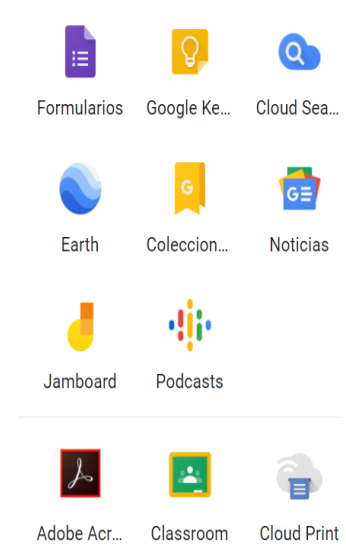 Formularios
Google Ke...
Cloud Sea...
Earth
G
Coleccion...
G
Noticias
Jamboard
Podcasts
Adobe Acr...
Classroom
Cloud Print